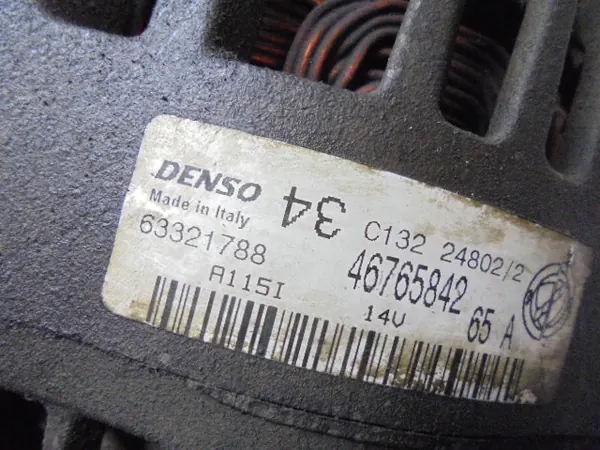 DENSO
Made in Italy
34
63321788
C132 24802/2
46765842
A115I
14V
65 A